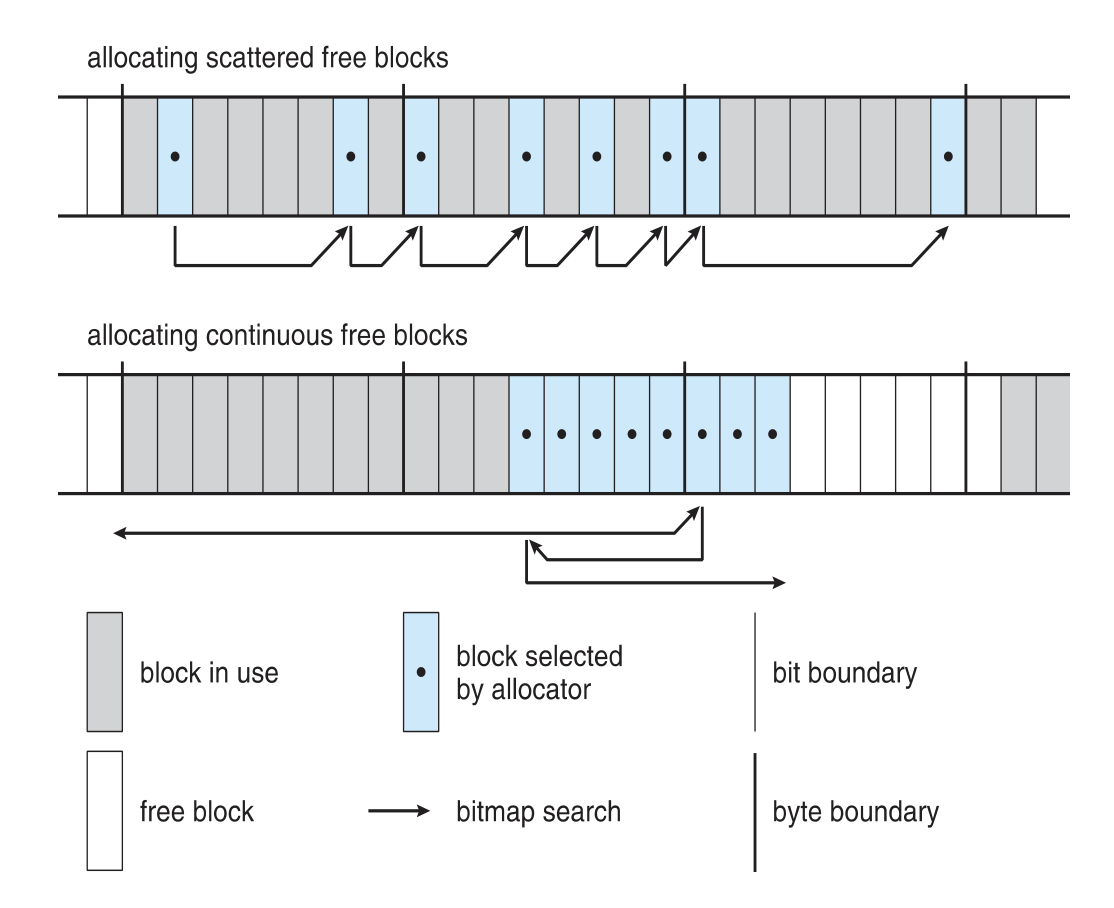 allocating scattered free blocks
allocating continuous free blocks
block in use
block selected
by allocator
bit boundary
free block
bitmap search
byte boundary